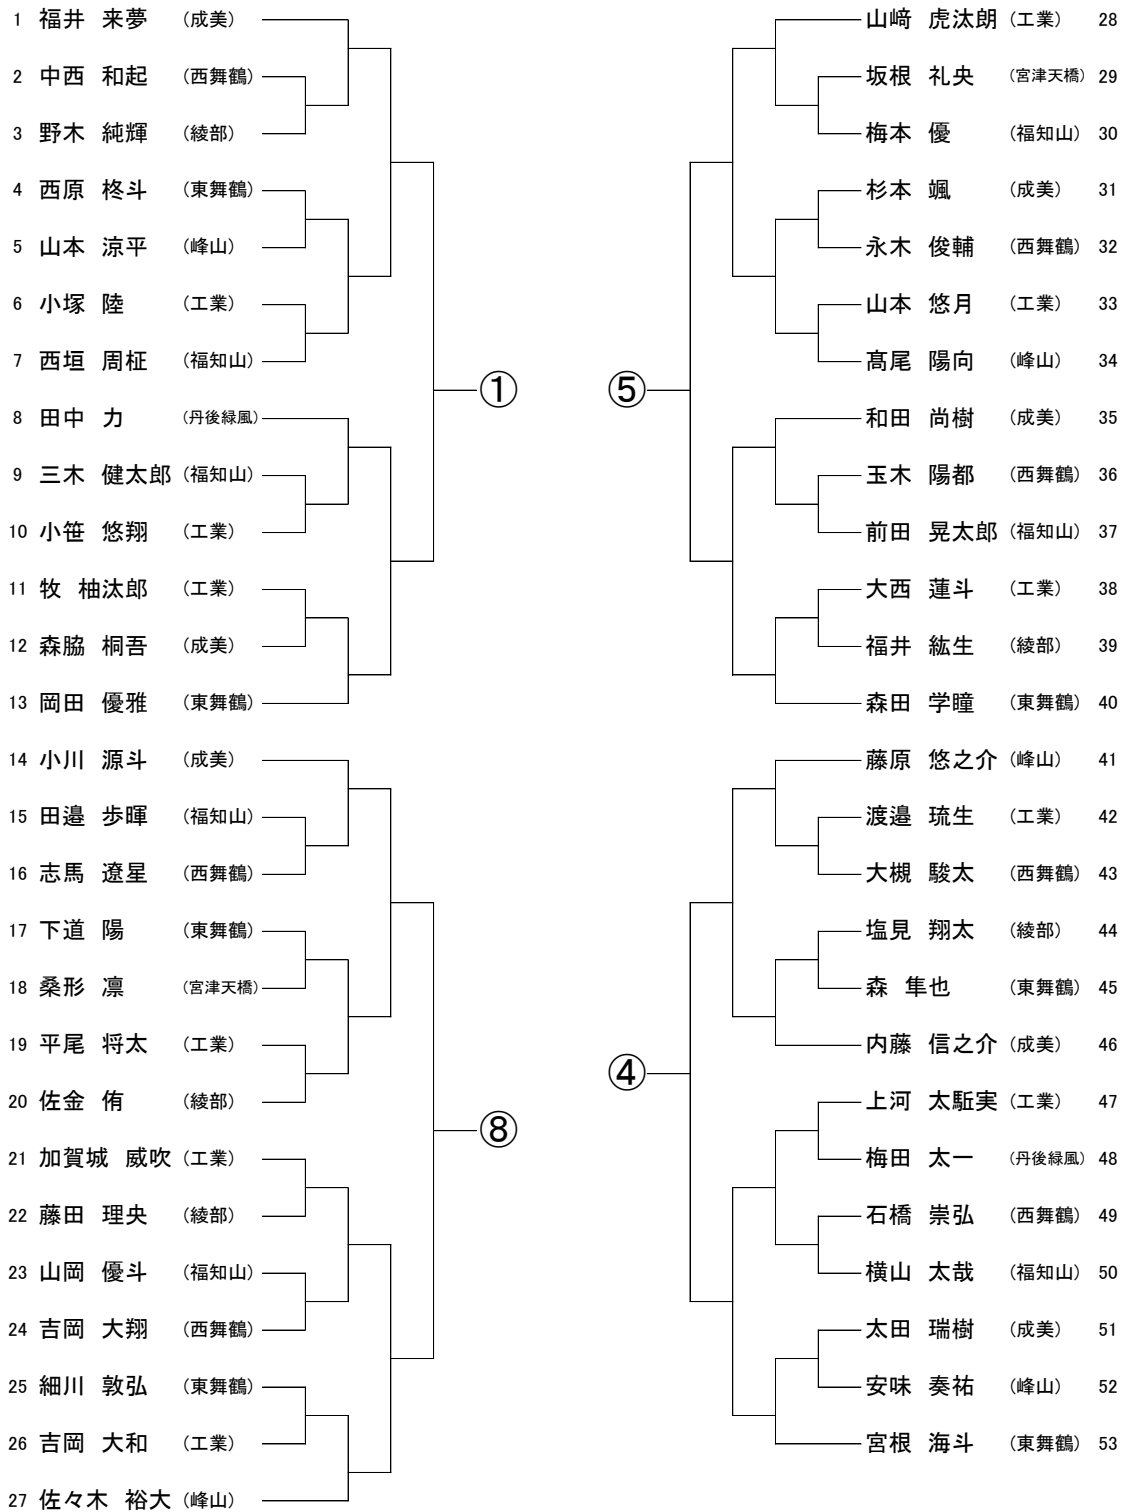 1 福井 来夢 (成美)
2 中西 和起 (西舞鶴)
3 野木 純輝 (綾部)
4 西原 柊斗 (東舞鶴)
5 山本 涼平 (峰山)
6 小塚 陸 (工業)
7 西垣 周柾 (福知山)
①
8 田中 力 (丹後緑風)
9 三木 健太郎 (福知山)
10 小笹 悠翔 (工業)
11 牧 柚汰郎 (工業)
12 森脇 桐吾 (成美)
13 岡田 優雅 (東舞鶴)
14 小川 源斗 (成美)
15 田邉 歩暉 (福知山)
16 志馬 遼星 (西舞鶴)
17 下道 陽 (東舞鶴)
18 桑形 凛 (宮津天橋)
19 平尾 将太 (工業)
20 佐金 侑 (綾部)
⑧
21 加賀城 威吹 (工業)
22 藤田 理央 (綾部)
23 山岡 優斗 (福知山)
24 吉岡 大翔 (西舞鶴)
25 細川 敦弘 (東舞鶴)
26 吉岡 大和 (工業)
27 佐々木 裕大 (峰山)
山﨑 虎汰朗 (工業) 28
坂根 礼央 (宮津天橋) 29
梅本 優 (福知山) 30
杉本 颯 (成美) 31
永木 俊輔 (西舞鶴) 32
山本 悠月 (工業) 33
髙尾 陽向 (峰山) 34
⑤
和田 尚樹 (成美) 35
玉木 陽都 (西舞鶴) 36
前田 晃太郎 (福知山) 37
大西 蓮斗 (工業) 38
福井 紘生 (綾部) 39
森田 学瞳 (東舞鶴) 40
藤原 悠之介 (峰山) 41
渡邉 琉生 (工業) 42
大槻 駿太 (西舞鶴) 43
塩見 翔太 (綾部) 44
森 隼也 (東舞鶴) 45
内藤 信之介 (成美) 46
④
上河 太駈実 (工業) 47
梅田 太一 (丹後緑風) 48
石橋 崇弘 (西舞鶴) 49
横山 太哉 (福知山) 50
太田 瑞樹 (成美) 51
安味 奏祐 (峰山) 52
宮根 海斗 (東舞鶴) 53